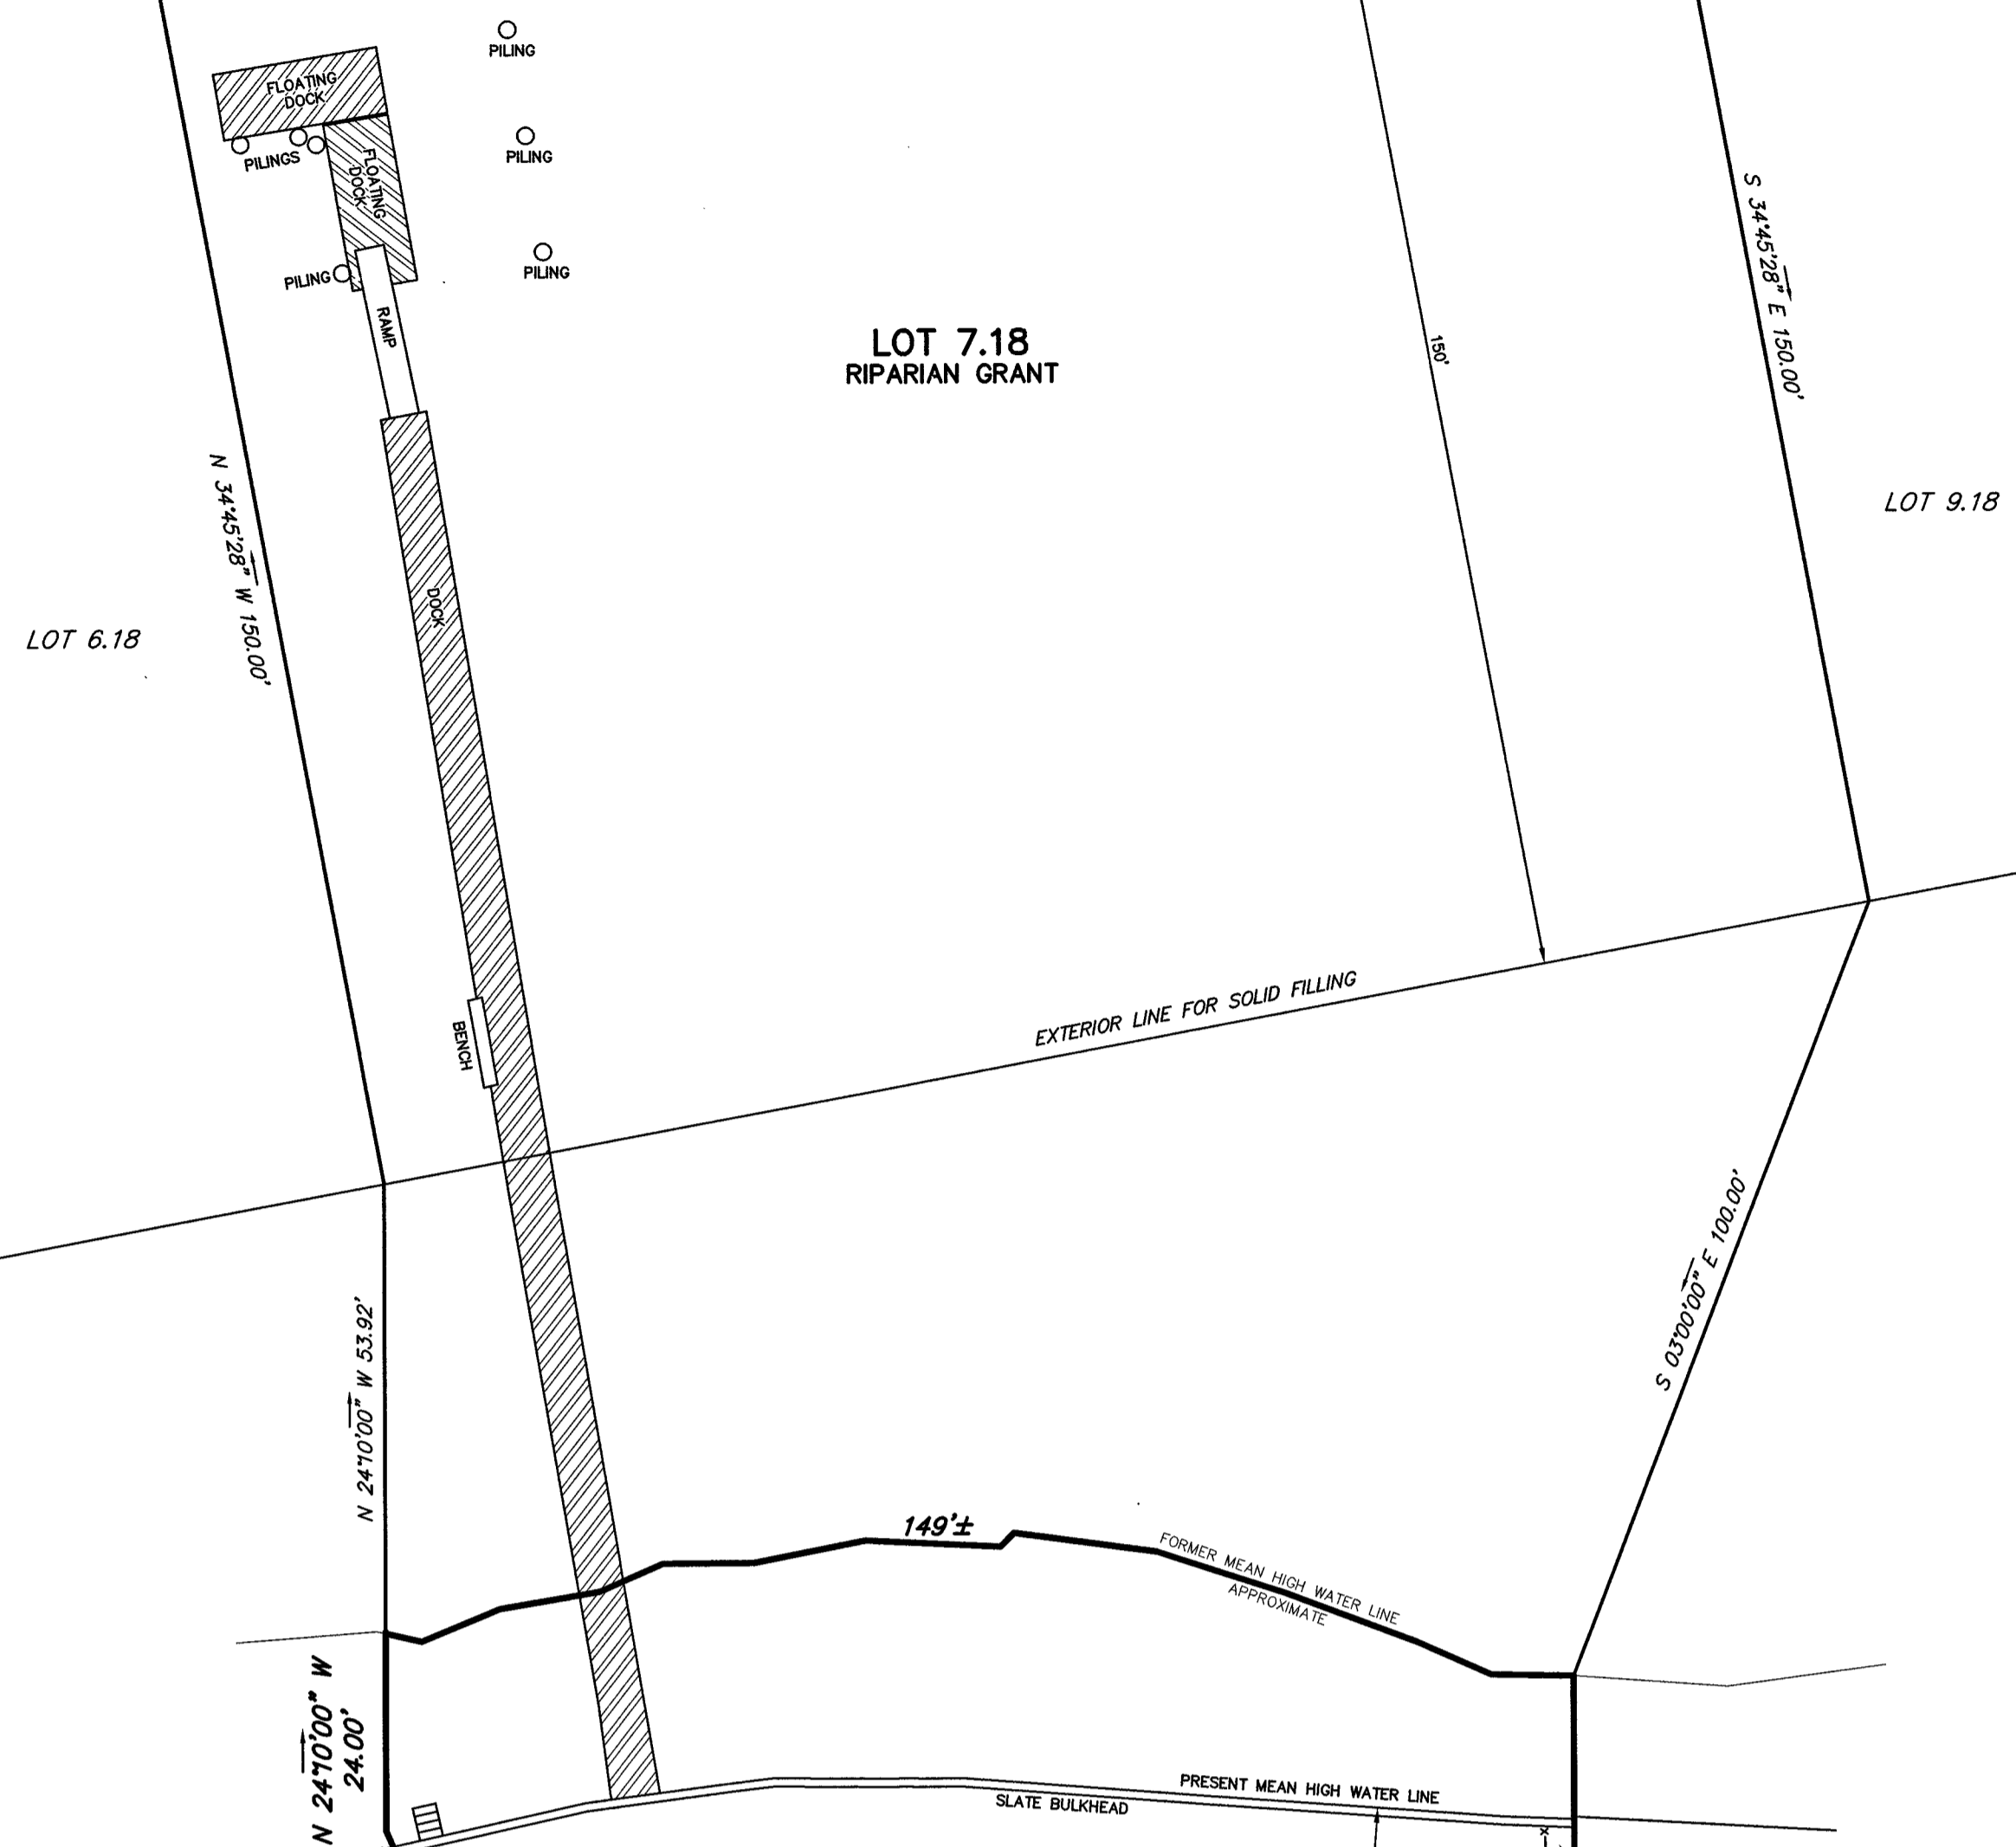 PILING
FLOATING
DOCK
PILING
PILINGS
FLOATING
DOCK
S 34°45'28" E 150.00'
PILING
PILING
RAMP
LOT 7.18
RIPARIAN GRANT
150'
LOT 9.18
N 34°45'28" W 150.00'
DOCK
LOT 6.18
EXTERIOR LINE FOR SOLID FILLING
BENCH
S 03°00'00" E 100.00'
N 24°10'00" W 53.92'
149'±
FORMER MEAN HIGH WATER LINE
APPROXIMATE
N 24°10'00" W
24.00'
PRESENT MEAN HIGH WATER LINE
SLATE BULKHEAD
x